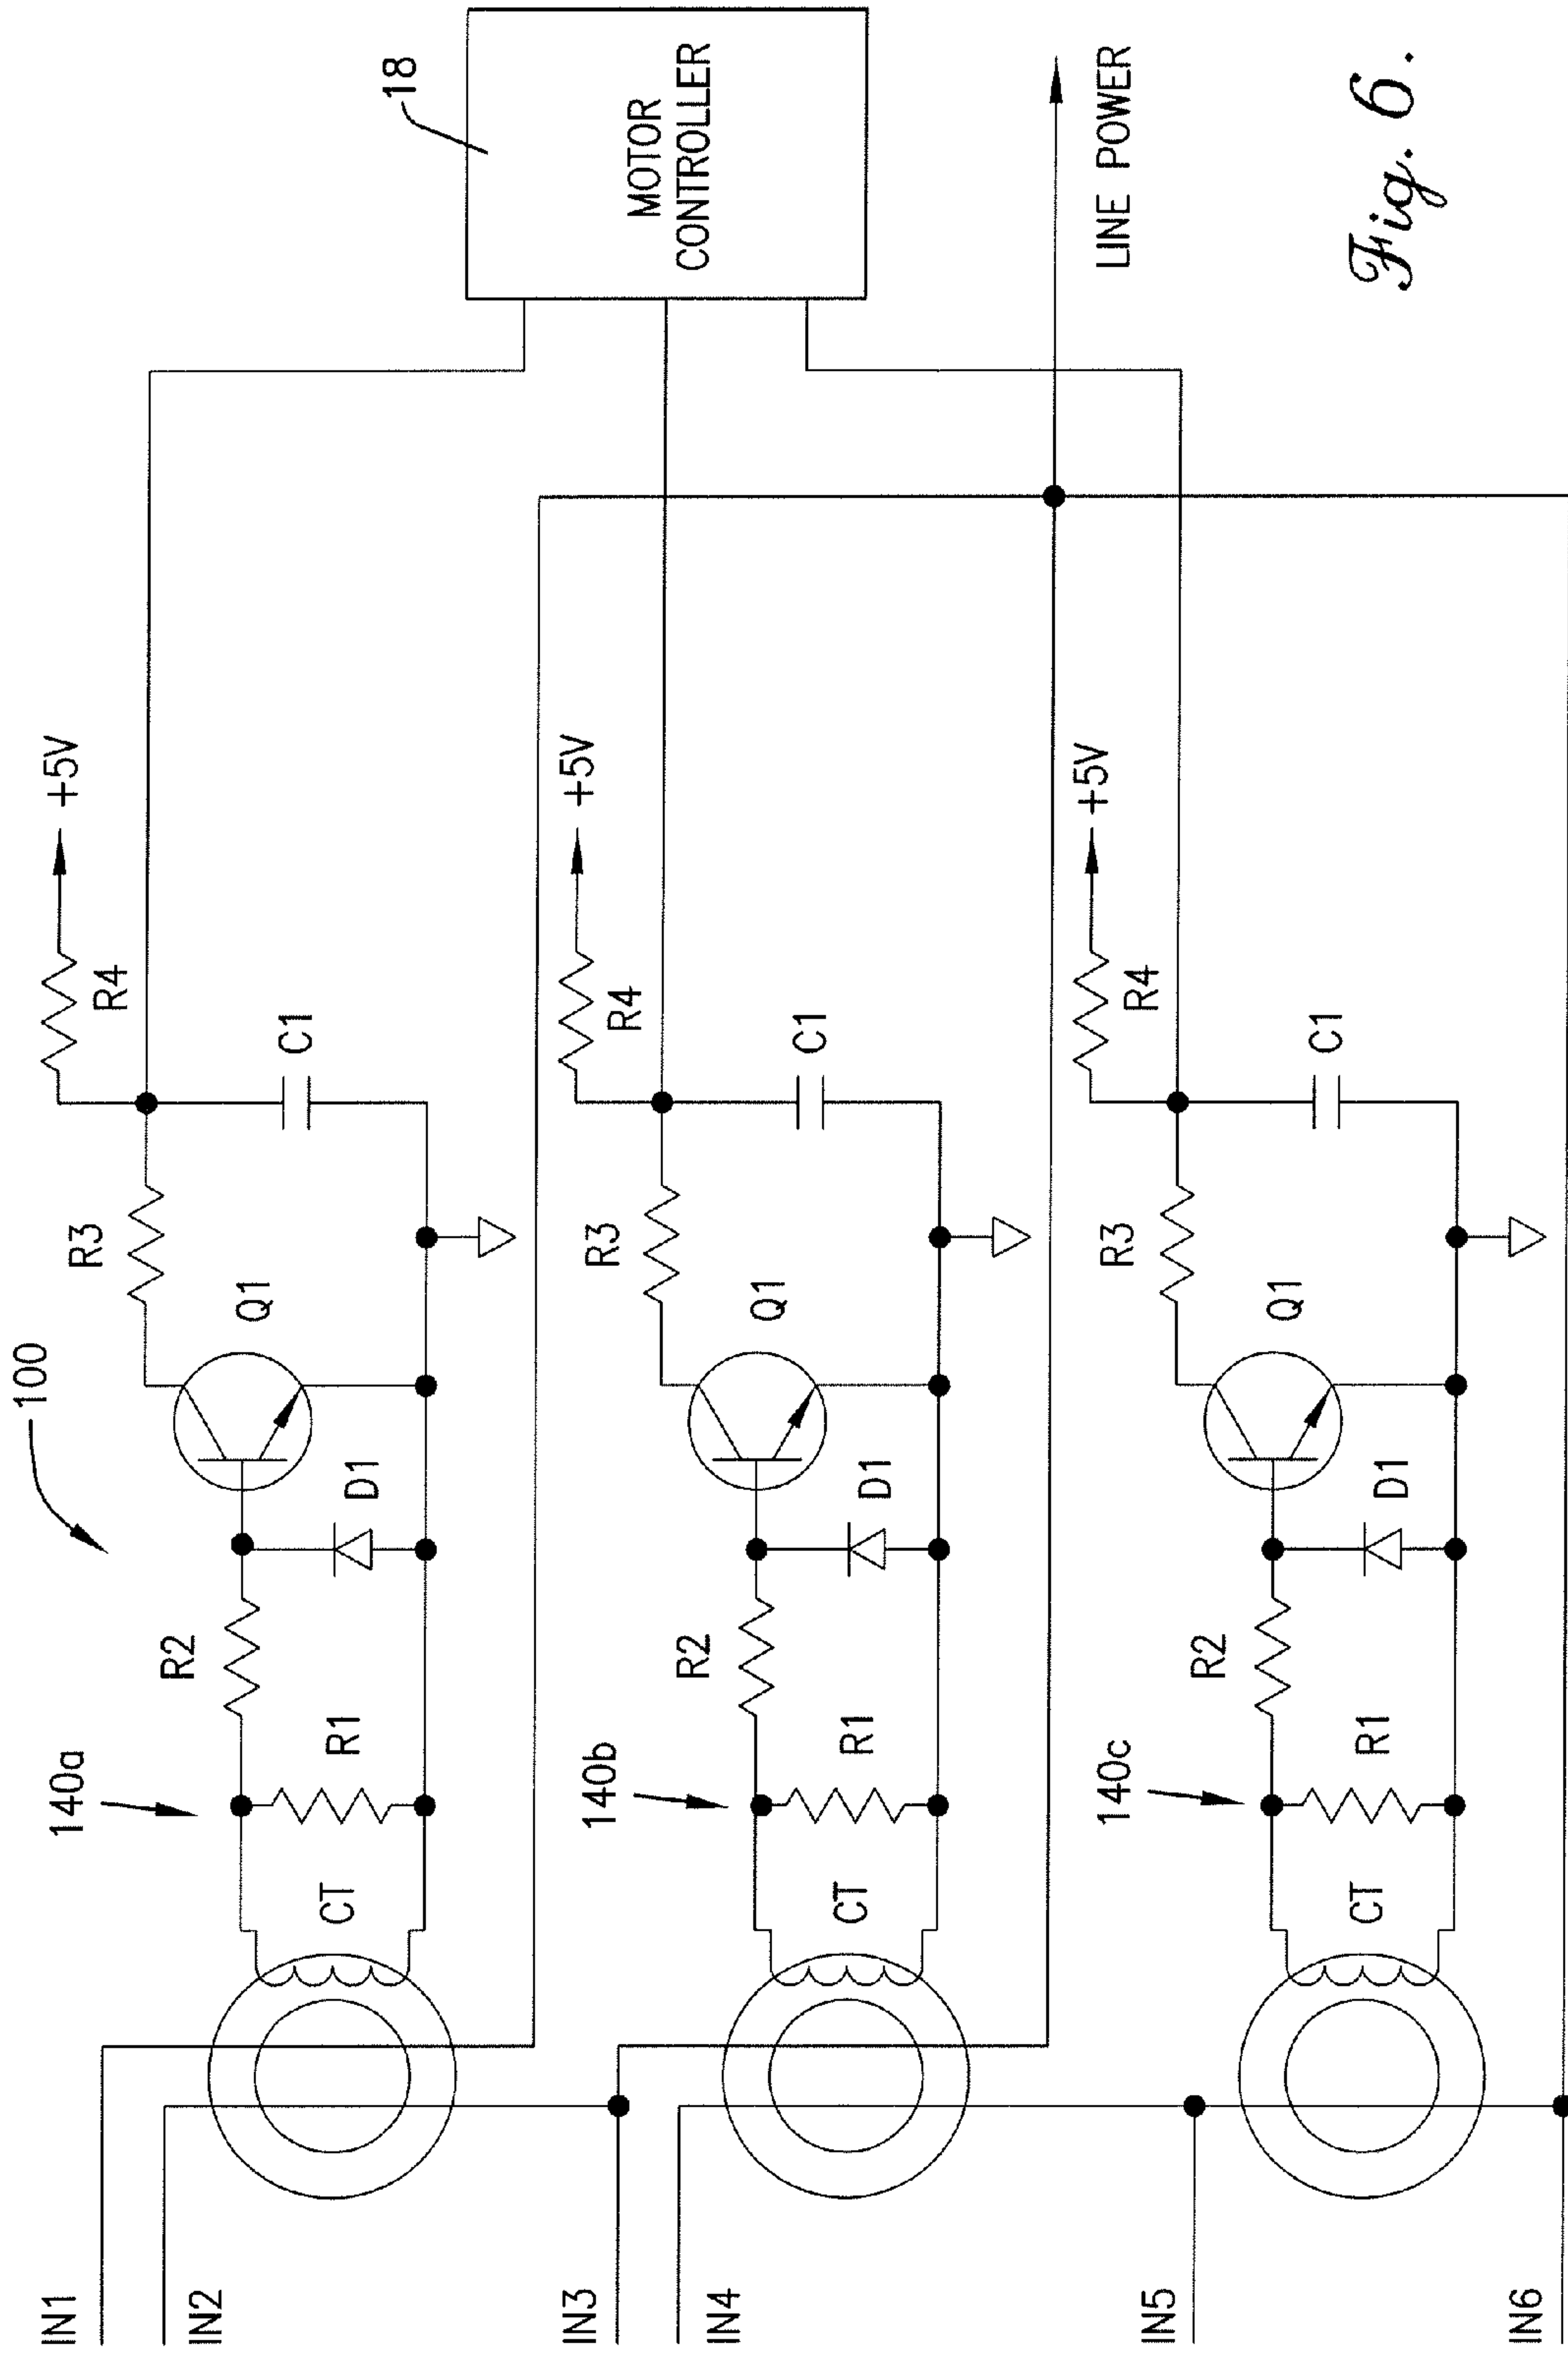 100
140a
IN1
IN2
CT
R1
R2
D1
Q1
R3
R4
+5V
C1
18
MOTOR
CONTROLLER
140b
IN3
IN4
CT
R1
R2
D1
Q1
R3
R4
+5V
C1
LINE POWER
140c
IN5
IN6
CT
R1
R2
D1
Q1
R3
R4
+5V
C1
Fig. 6.